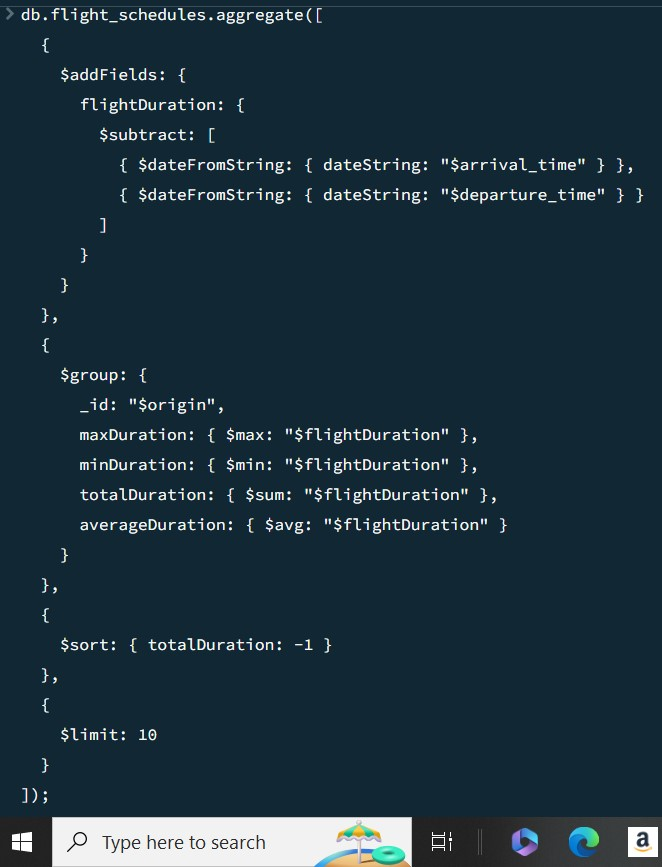 > db.flight_schedules.aggregate([
{
$addFields: {
flightDuration: {
$subtract: [
{ $dateFromString: { dateString: "$arrival_time" } },
{ $dateFromString: { dateString: "$departure_time" } }
]
}
}
},
{
$group: {
_id: "$origin",
maxDuration: { $max: "$flightDuration" },
minDuration: { $min: "$flightDuration" },
totalDuration: { $sum: "$flightDuration" },
averageDuration: { $avg: "$flightDuration" }
}
},
{
$sort: { totalDuration: -1 }
},
{
$limit: 10
}
]);
Type here to search
a